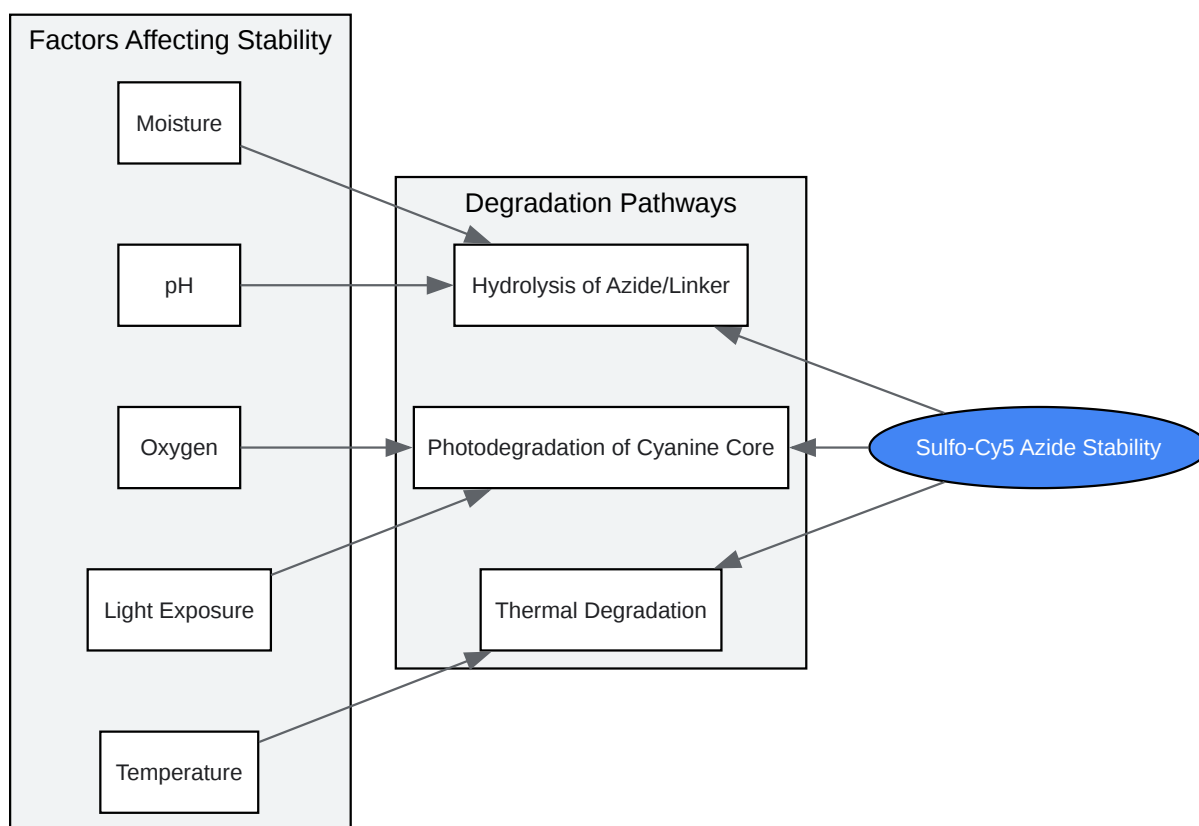 Factors Affecting Stability
Moisture
pH
Oxygen
Light Exposure
Temperature
Degradation Pathways
Hydrolysis of Azide/Linker
Photodegradation of Cyanine Core
Thermal Degradation
Sulfo-Cy5 Azide Stability